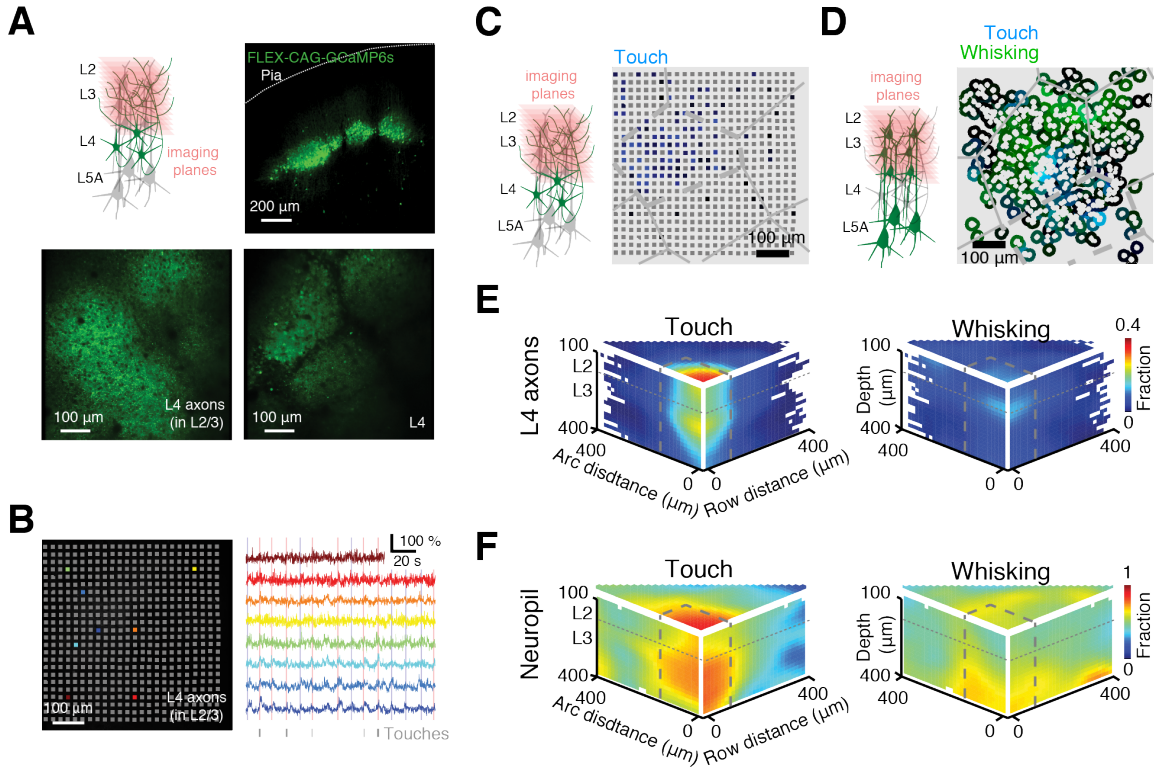 A
L2
L3
L4
L5A
imaging
planes
FLEX-CAG-GCaMP6s
Pia
200 µm
100 µm
L4 axons
(in L2/3)
100 µm
L4
B
100 µm
L4 axons
(in L2/3)
100 %
20 s
Touches
C
Touch
imaging
planes
L2
L3
L4
L5A
100 µm
D
Touch
Whisking
imaging
planes
L2
L3
L4
L5A
100 µm
E
L4 axons
Touch
100
L2
L3
400
400
Arc disdtance (µm)
0
0
Row distance (µm)
400
Whisking
100
Depth
(µm)
400
400
0
0
400
0.4
0
Fraction
F
Neuropil
Touch
100
L2
L3
400
400
Arc disdtance (µm)
0
0
Row distance (µm)
400
Whisking
100
Depth
(µm)
400
400
0
0
400
1
0
Fraction